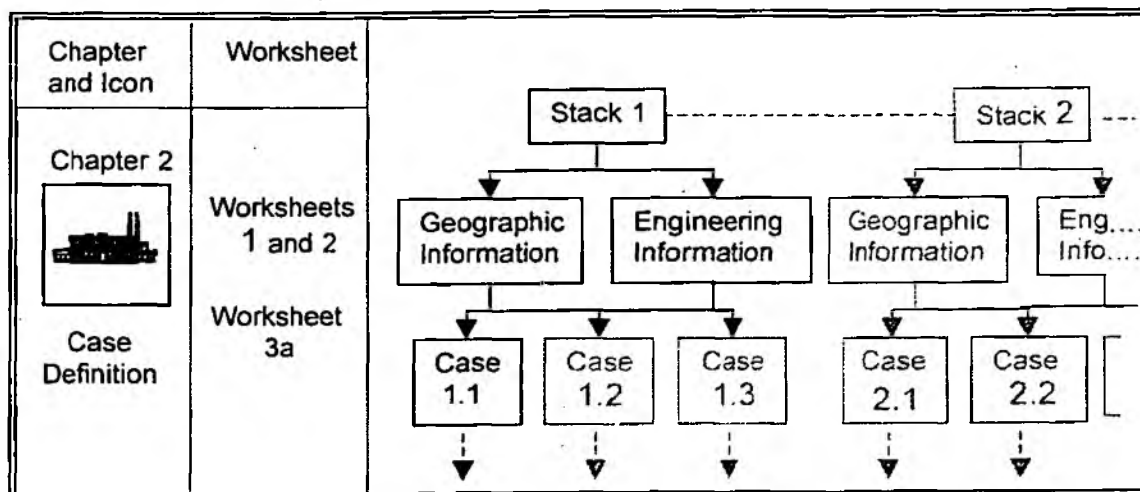 Chapter
and Icon
Worksheet
Chapter 2
Case
Definition
Worksheets
1 and 2
Worksheet
3a
Stack 1
Stack 2
Geographic
Information
Engineering
Information
Geographic
Information
Eng....
Info....
Case
1.1
Case
1.2
Case
1.3
Case
2.1
Case
2.2